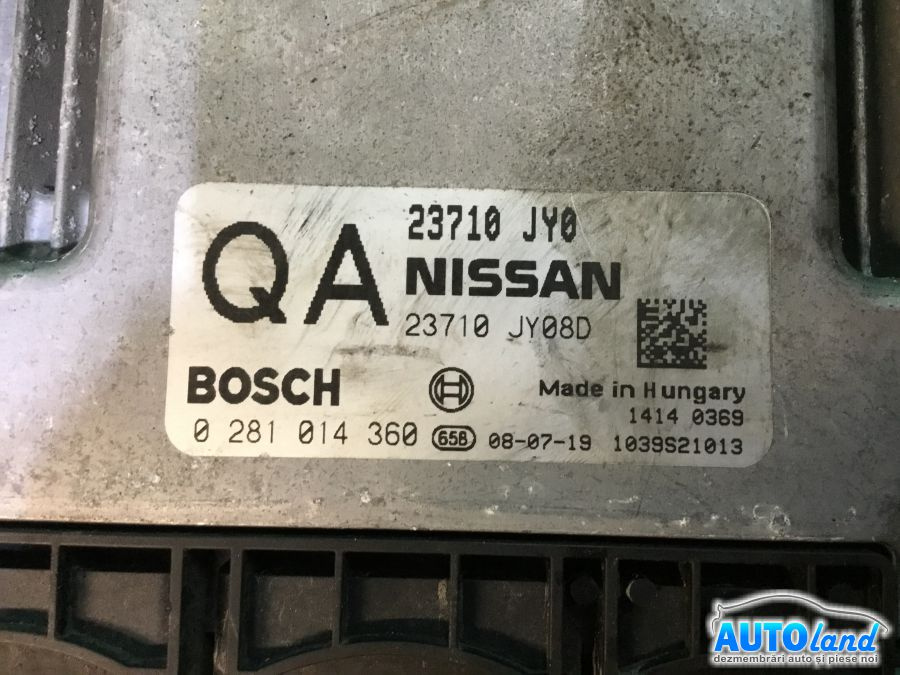 QA
23710 JY0
NISSAN
23710 JY08D
BOSCH
Made in Hungary
1414 0369
0 281 014 360 65B 08-07-19 1039S21013
AUTOland
dezmembrări auto și piese noi